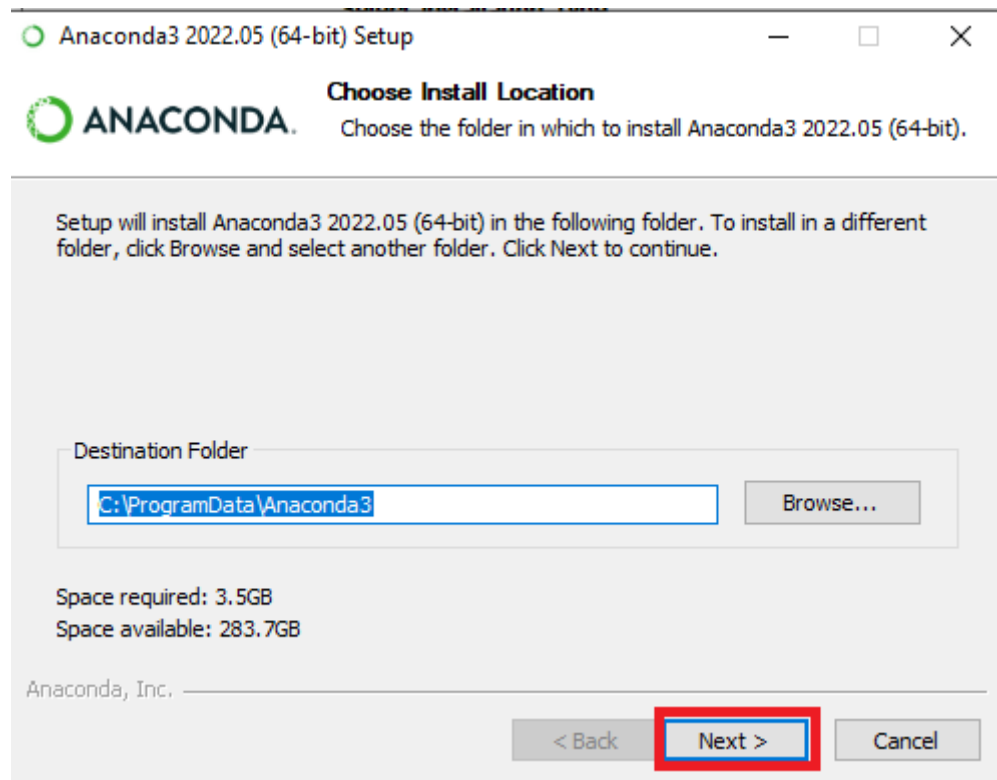 Anaconda3 2022.05 (64-bit) Setup
ANACONDA.
Choose Install Location
Choose the folder in which to install Anaconda3 2022.05 (64-bit).
Setup will install Anaconda3 2022.05 (64-bit) in the following folder. To install in a different
folder, click Browse and select another folder. Click Next to continue.
Destination Folder
C:\ProgramData\Anaconda3
Browse...
Space required: 3.5GB
Space available: 283.7GB
Anaconda, Inc.
< Back
Next >
Cancel